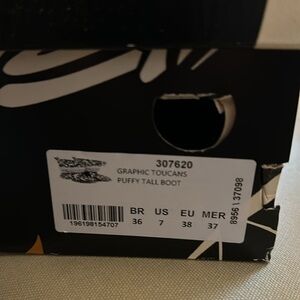 307620
GRAPHIC TOUCANS
PUFFY TALL BOOT
BR US EU MER
36 7 38 37
196198154707
8956137098